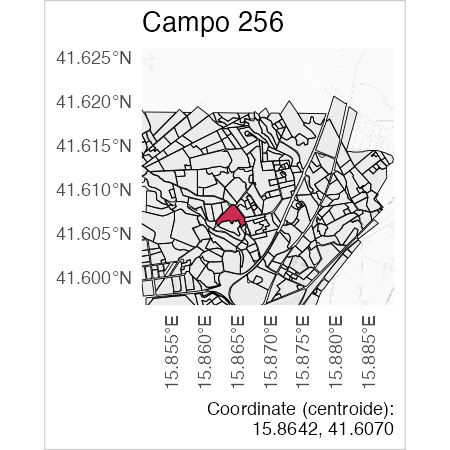 Campo 256
41.625°N
41.620°N
41.615°N
41.610°N
41.605°N
41.600°N
15.855°E
15.860°E
15.865°E
15.870°E
15.875°E
15.880°E
15.885°E
Coordinate (centroide):
15.8642, 41.6070